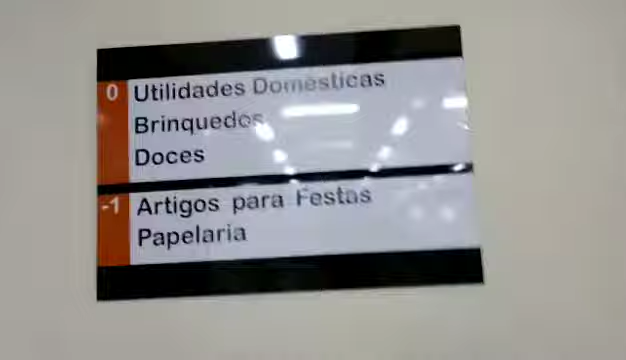 0 Utilidades Domésticas
Brinquedos
Doces
-1 Artigos para Festas
Papelaria